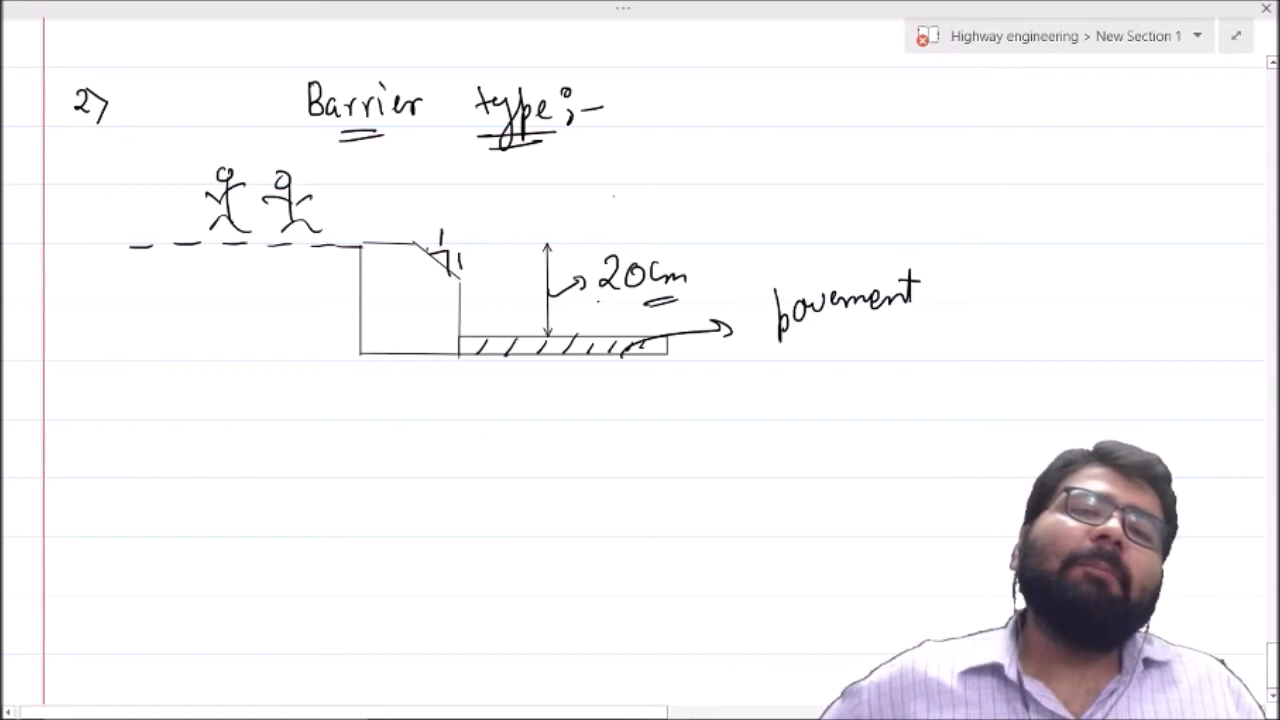 Highway engineering > New Section 1
2> Barrier type:-
1
1
20cm
pavement